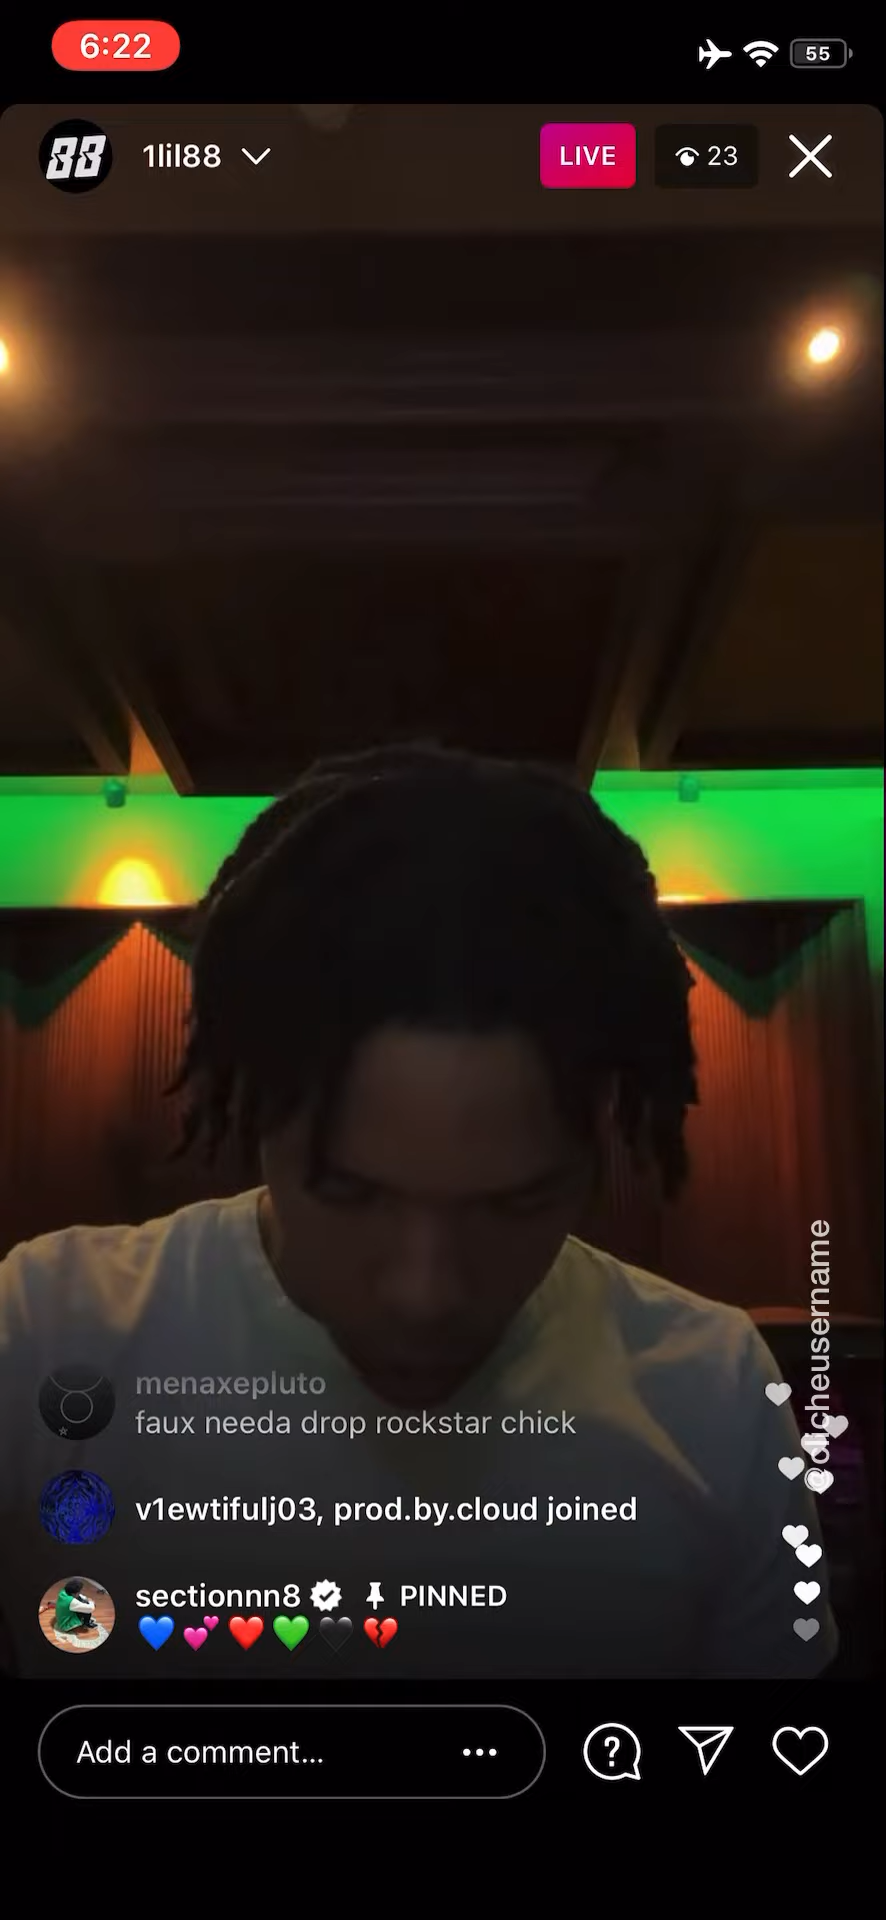 6:22
55
88
1lil88
LIVE
23
menaxepluto
faux needa drop rockstar chick
v1ewtifulj03, prod.by.cloud joined
sectionnn8 PINNED
💙 💕 ❤️ 💚 🖤 💔
@clicheusername
Add a comment...